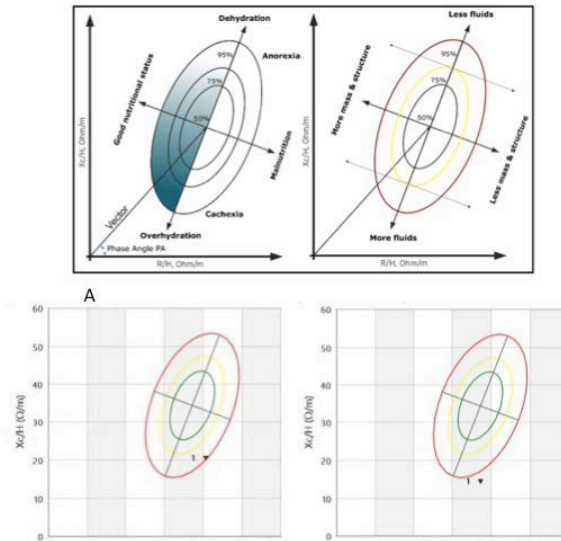 Dehydration
95%
Anorexia
75%
50%
Good nutritional status
Malnutrition
Xc/H, Ohm/m
Vector
Cachexia
Overhydration
Phase Angle PA
R/H, Ohm/m
Less fluids
95%
75%
50%
More mass & structure
Less mass & structure
Xc/H, Ohm/m
More fluids
R/H, Ohm/m
A
60
50
40
30
20
10
0
Xc/H (Ω/m)
1
60
50
40
30
20
10
0
Xc/H (Ω/m)
1